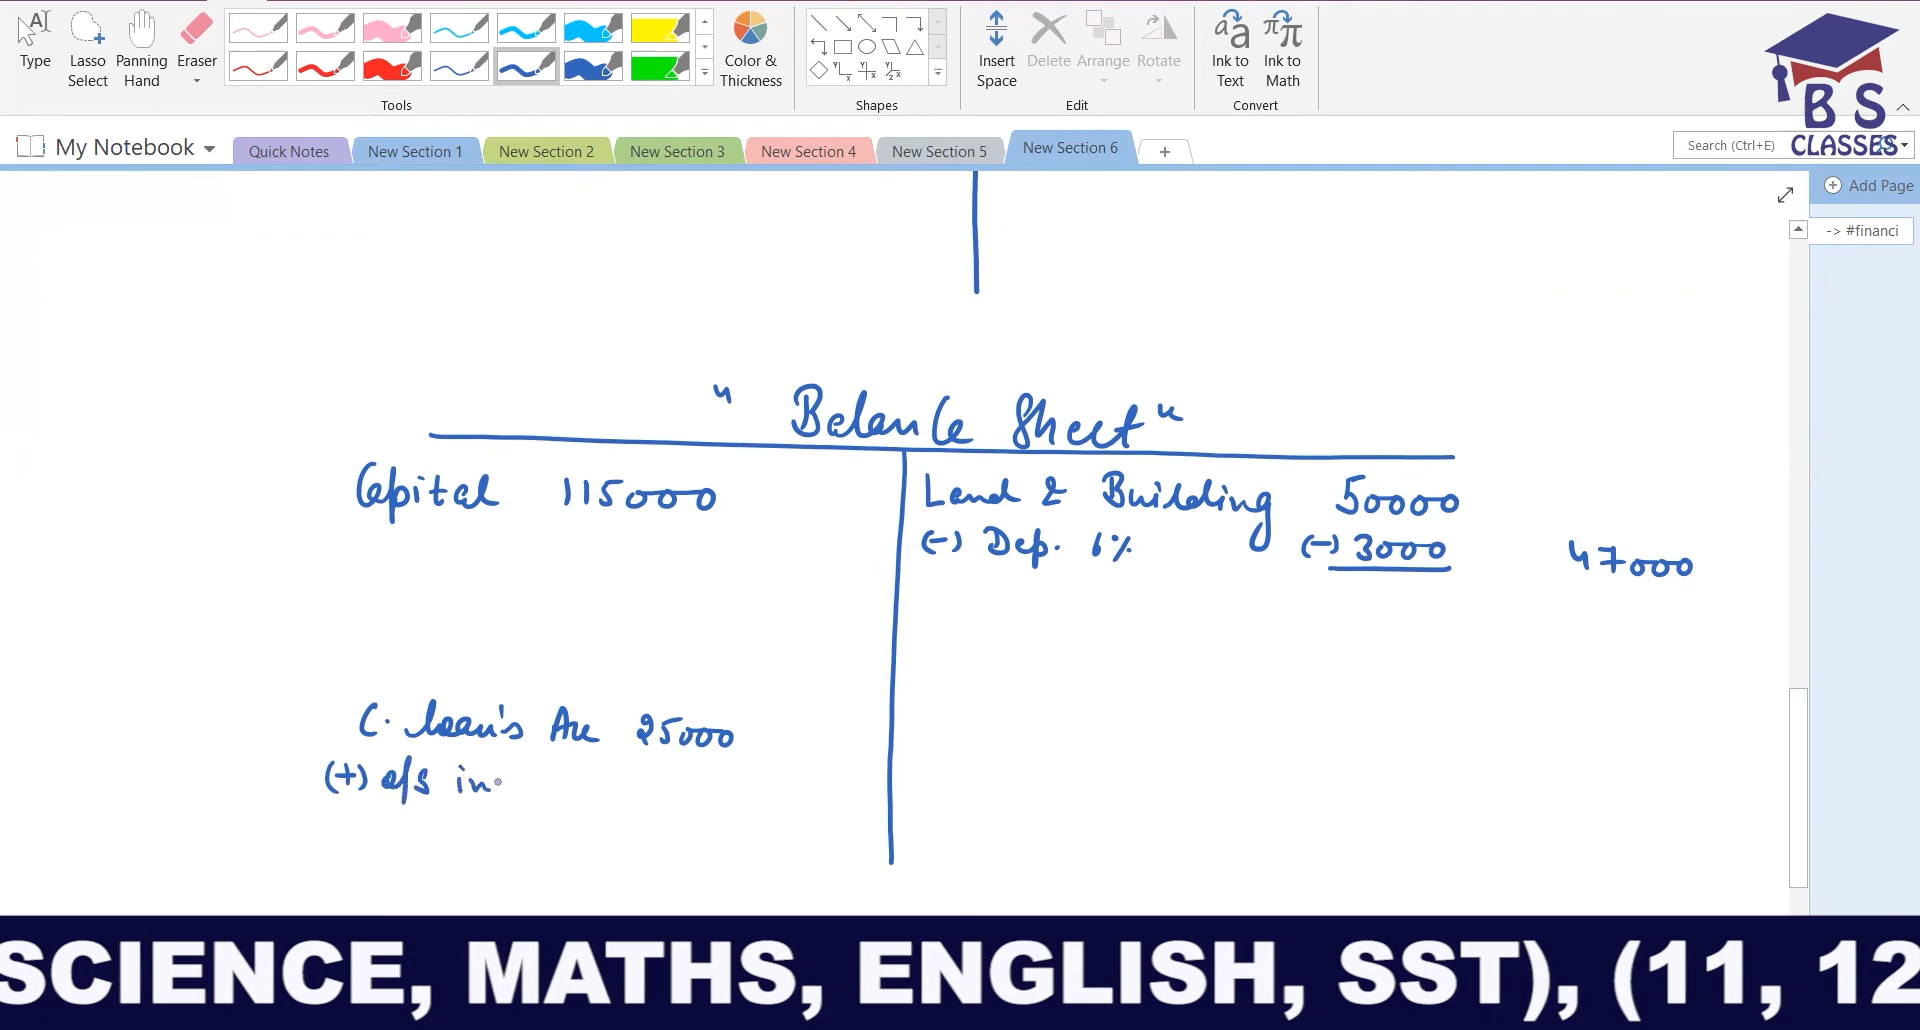 Type
Lasso Select
Panning Hand
Eraser
Color & Thickness
Insert Space
Delete
Arrange
Rotate
Ink to Text
Ink to Math
Tools
Shapes
Edit
Convert
BS
CLASSES
My Notebook
Quick Notes
New Section 1
New Section 2
New Section 3
New Section 4
New Section 5
New Section 6
Search (Ctrl+E)
Add Page
-> #financi
" Balance Sheet "
Capital 115000
Land & Building 50000
(-) Dep. 6% (-) 3000 47000
C. loan's A/c 25000
(+) o/s in
SCIENCE, MATHS, ENGLISH, SST), (11, 12